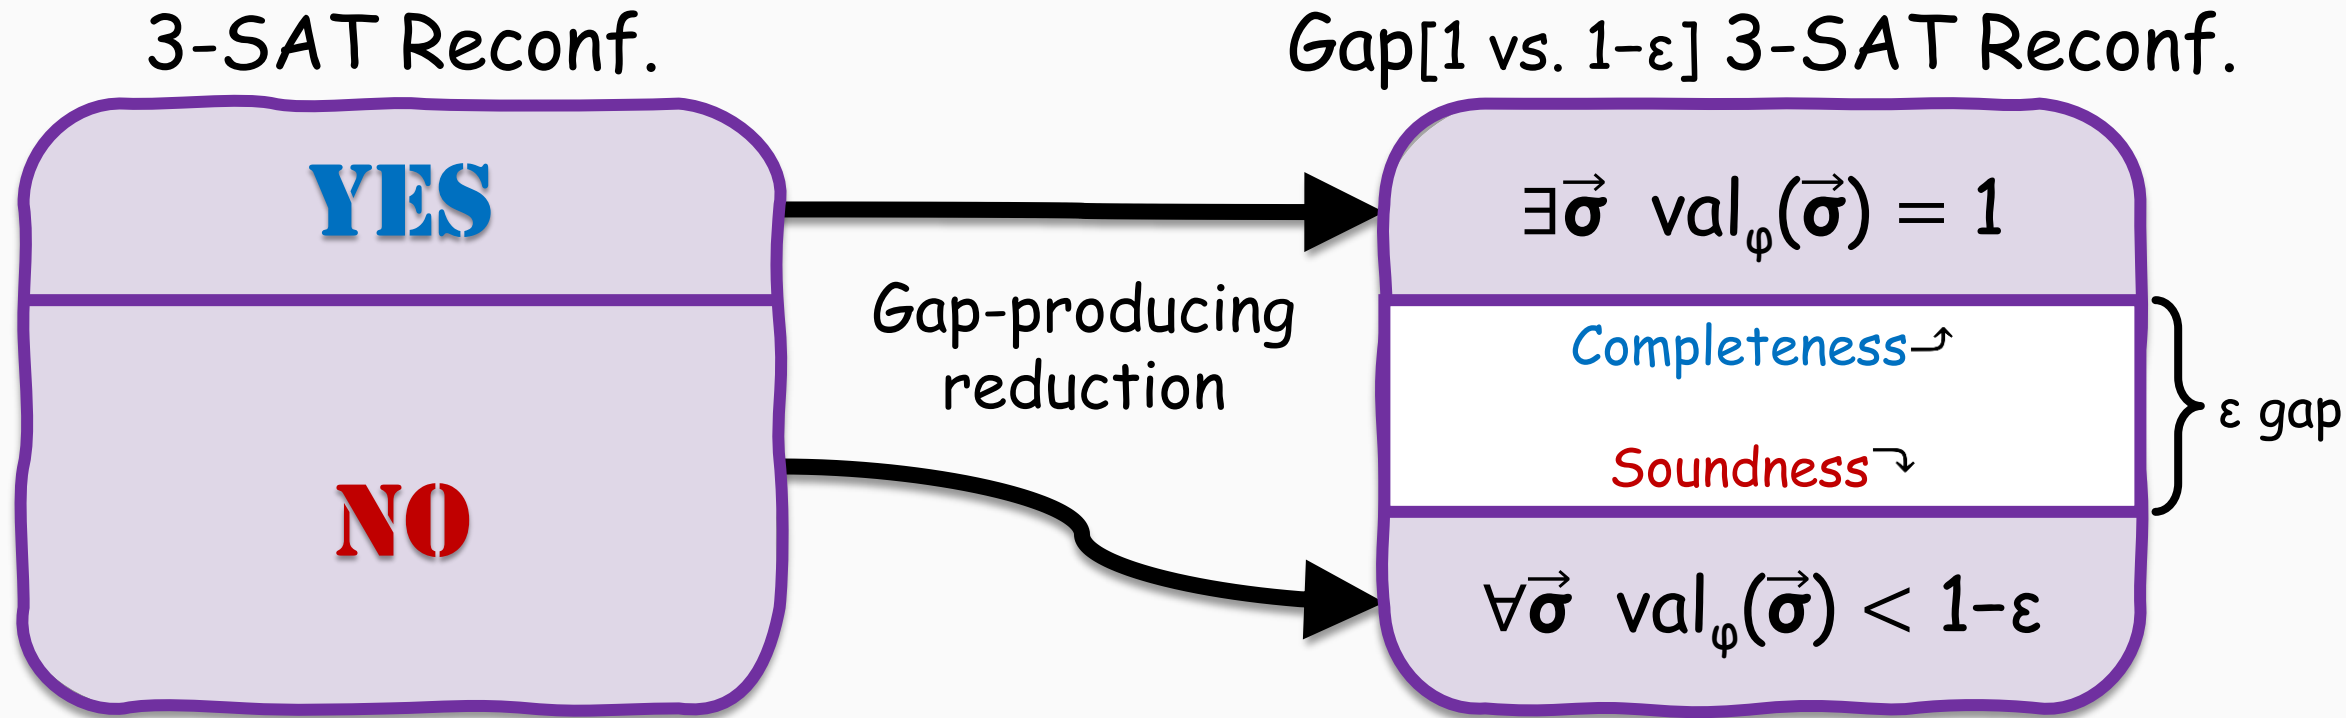 3-SAT Reconf.
Gap[1 vs. 1-ε] 3-SAT Reconf.
YES
∃σ⃗ val_φ(σ⃗) = 1
Gap-producing
reduction
Completeness
ε gap
Soundness
NO
∀σ⃗ val_φ(σ⃗) < 1-ε